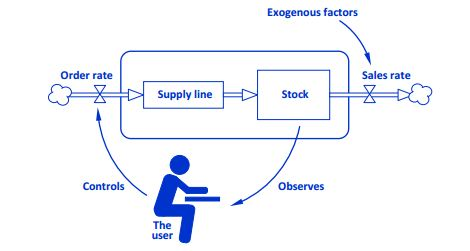 Exogenous factors
Order rate
Sales rate
Supply line
Stock
Controls
Observes
The
user